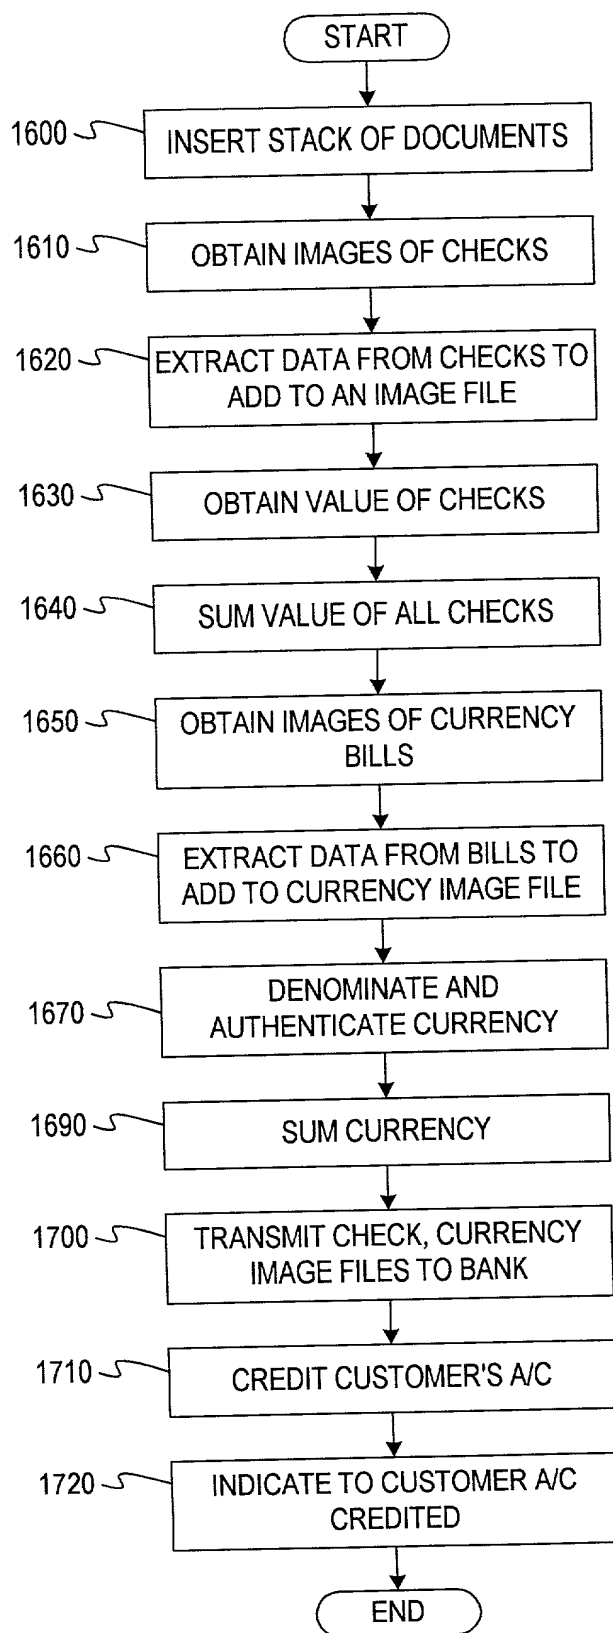 START
1600
INSERT STACK OF DOCUMENTS
1610
OBTAIN IMAGES OF CHECKS
1620
EXTRACT DATA FROM CHECKS TO
ADD TO AN IMAGE FILE
1630
OBTAIN VALUE OF CHECKS
1640
SUM VALUE OF ALL CHECKS
1650
OBTAIN IMAGES OF CURRENCY
BILLS
1660
EXTRACT DATA FROM BILLS TO
ADD TO CURRENCY IMAGE FILE
1670
DENOMINATE AND
AUTHENTICATE CURRENCY
1690
SUM CURRENCY
1700
TRANSMIT CHECK, CURRENCY
IMAGE FILES TO BANK
1710
CREDIT CUSTOMER'S A/C
1720
INDICATE TO CUSTOMER A/C
CREDITED
END